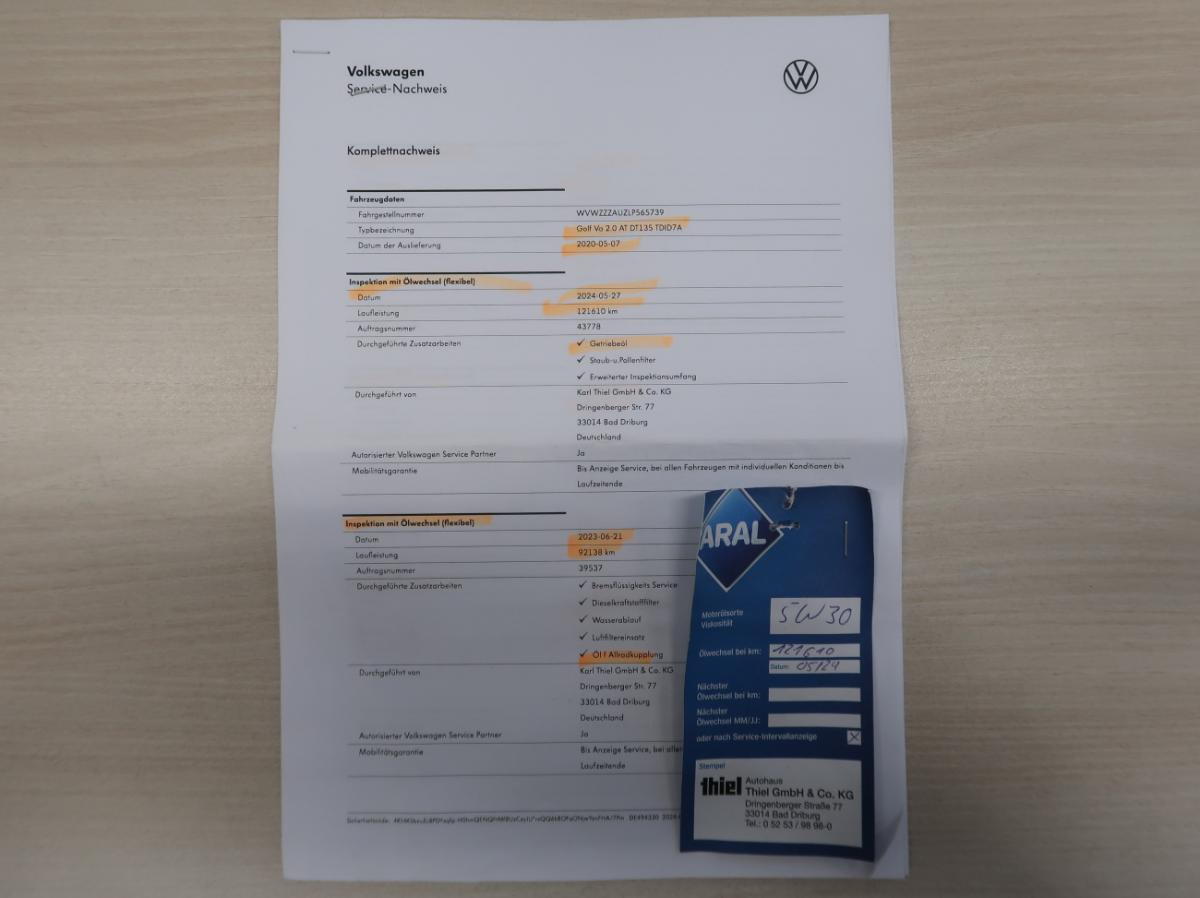 Volkswagen
Service-Nachweis
Komplettnachweis
Fahrzeugdaten
Fahrgestellnummer WVWZZZAUZLP565739
Typbezeichnung Golf Va 2.0 AT DT135 TDID7A
Datum der Auslieferung 2020-05-07
Inspektion mit Ölwechsel (flexibel)
Datum 2024-05-27
Laufleistung 121610 km
Auftragsnummer 43778
Durchgeführte Zusatzarbeiten ✓ Getriebeöl
✓ Staub-u.Pollenfilter
✓ Erweiterter Inspektionsumfang
Durchgeführt von Karl Thiel GmbH & Co. KG
Dringenberger Str. 77
33014 Bad Driburg
Deutschland
Autorisierter Volkswagen Service Partner Ja
Mobilitätsgarantie Bis Anzeige Service, bei allen Fahrzeugen mit individuellen Konditionen bis
Laufzeitende
Inspektion mit Ölwechsel (flexibel)
Datum 2023-06-21
Laufleistung 92138 km
Auftragsnummer 39537
Durchgeführte Zusatzarbeiten ✓ Bremsflüssigkeits Service
✓ Dieselkraftstofffilter
✓ Wasserablauf
✓ Luftfiltereinsatz
✓ Öl f Allradkupplung
Durchgeführt von Karl Thiel GmbH & Co. KG
Dringenberger Str. 77
33014 Bad Driburg
Deutschland
Autorisierter Volkswagen Service Partner Ja
Mobilitätsgarantie Bis Anzeige Service, bei aller
Laufzeitende
ARAL
Motorölsorte
Viskosität 5W30
Ölwechsel bei km: 121610
Datum: 05/24
Nächster
Ölwechsel bei km:
Nächster
Ölwechsel MM/JJ:
oder nach Service-Intervallanzeige
Stempel
thiel Autohaus
Thiel GmbH & Co. KG
Dringenberger Straße 77
33014 Bad Driburg
Tel.: 0 52 53 / 98 96-0